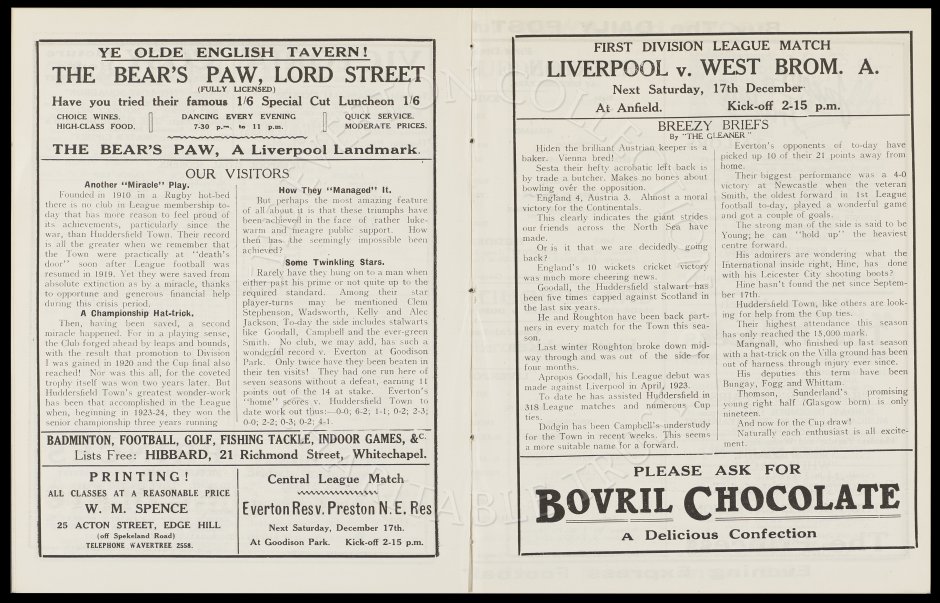 YE OLDE ENGLISH TAVERN!
THE BEAR'S PAW, LORD STREET
(FULLY LICENSED)
Have you tried their famous 1/6 Special Cut Luncheon 1/6
CHOICE WINES.
HIGH-CLASS FOOD.
DANCING EVERY EVENING
7-30 p.m. to 11 p.m.
QUICK SERVICE.
MODERATE PRICES.
THE BEAR'S PAW, A Liverpool Landmark.
OUR VISITORS
Another "Miracle" Play.
Founded in 1910 in a Rugby hot-bed
there is no club in League membership to-
day that has more reason to feel proud of
its achievements, particularly since the
war, than Huddersfield Town. Their record
is all the greater when we remember that
the Town were practically at "death's
door" soon after League football was
resumed in 1919. Yet they were saved from
absolute extinction as by a miracle, thanks
to opportune and generous financial help
during this crisis period.
A Championship Hat-trick.
Then, having been saved, a second
miracle happened. For in a playing sense,
the Club forged ahead by leaps and bounds,
with the result that promotion to Division
I was gained in 1920 and the Cup final also
reached! Nor was this all, for the coveted
trophy itself was won two years later. But
Huddersfield Town's greatest wonder-work
has been that accomplished in the League
when, beginning in 1923-24, they won the
senior championship three years running
How They "Managed" It.
But perhaps the most amazing feature
of all about it is that these triumphs have
been achieved in the face of rather luke-
warm and meagre public support. How
then has the seemingly impossible been
achieved?
Some Twinkling Stars.
Rarely have they hung on to a man when
either past his prime or not quite up to the
required standard. Among their star
player-turns may be mentioned Clem
Stephenson, Wadsworth, Kelly and Alec
Jackson. To-day the side includes stalwarts
like Goodall, Campbell and the ever-green
Smith. No club, we may add, has such a
wonderful record v. Everton at Goodison
Park. Only twice have they been beaten in
their ten visits! They had one run here of
seven seasons without a defeat, earning 11
points out of the 14 at stake. Everton's
"home" scores v. Huddersfield Town to
date work out thus:—0-0; 6-2; 1-1; 0-2; 2-3;
0-0; 2-2; 0-3; 0-2; 4-1.
BADMINTON, FOOTBALL, GOLF, FISHING TACKLE, INDOOR GAMES, &c.
Lists Free: HIBBARD, 21 Richmond Street, Whitechapel.
PRINTING!
ALL CLASSES AT A REASONABLE PRICE
W. M. SPENCE
25 ACTON STREET, EDGE HILL
(off Spekeland Road)
TELEPHONE WAVERTREE 2558.
Central League Match
Everton Res v. Preston N. E. Res
Next Saturday, December 17th.
At Goodison Park. Kick-off 2-15 p.m.
FIRST DIVISION LEAGUE MATCH
LIVERPOOL v. WEST BROM. A.
Next Saturday, 17th December
At Anfield. Kick-off 2-15 p.m.
BREEZY BRIEFS
By "THE GLEANER"
Hiden the brilliant Austrian keeper is a
baker. Vienna bred!
Sesta their hefty acrobatic left back is
by trade a butcher. Makes no bones about
bowling over the opposition.
England 4, Austria 3. Almost a moral
victory for the Continentals.
This clearly indicates the giant strides
our friends across the North Sea have
made.
Or is it that we are decidedly going
back?
England's 10 wickets cricket victory
was much more cheering news.
Goodall, the Huddersfield stalwart has
been five times capped against Scotland in
the last six years.
He and Roughton have been back part-
ners in every match for the Town this sea-
son.
Last winter Roughton broke down mid-
way through and was out of the side for
four months.
Apropos Goodall, his League debut was
made against Liverpool in April, 1923.
To date he has assisted Huddersfield in
318 League matches and numerous Cup
ties.
Dodgin has been Campbell's understudy
for the Town in recent weeks. This seems
a more suitable name for a forward.
Everton's opponents of to-day have
picked up 10 of their 21 points away from
home.
Their biggest performance was a 4-0
victory at Newcastle when the veteran
Smith, the oldest forward in 1st League
football to-day, played a wonderful game
and got a couple of goals.
The strong man of the side is said to be
Young; he can "hold up" the heaviest
centre forward.
His admirers are wondering what the
International inside right, Hine, has done
with his Leicester City shooting boots?
Hine hasn't found the net since Septem-
ber 17th.
Huddersfield Town, like others are look-
ing for help from the Cup ties.
Their highest attendance this season
has only reached the 15,000 mark.
Mangnall, who finished up last season
with a hat-trick on the Villa ground has been
out of harness through injury ever since.
His deputies this term have been
Bungay, Fogg and Whittam.
Thomson, Sunderland's promising
young right half (Glasgow born) is only
nineteen.
And now for the Cup draw!
Naturally each enthusiast is all excite-
ment.
PLEASE ASK FOR
BOVRIL CHOCOLATE
A Delicious Confection